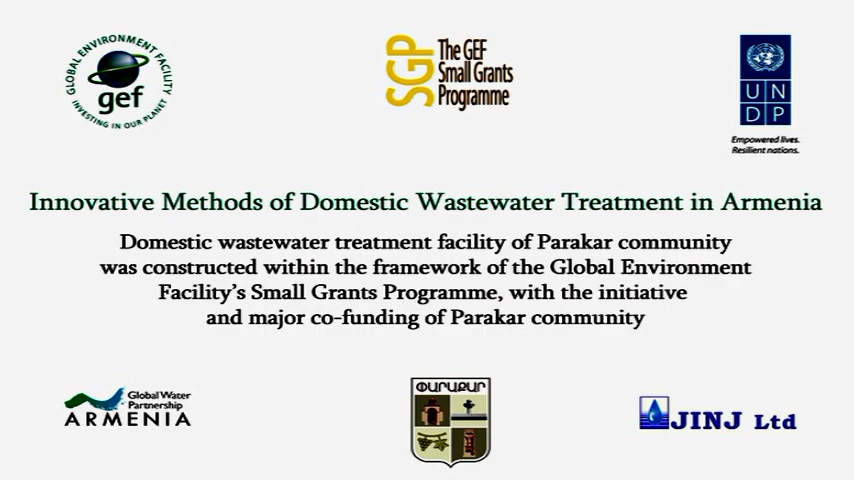 GLOBAL ENVIRONMENT FACILITY
gef
INVESTING IN OUR PLANET
SGP
The GEF
Small Grants
Programme
U N
D P
Empowered lives.
Resilient nations.
Innovative Methods of Domestic Wastewater Treatment in Armenia
Domestic wastewater treatment facility of Parakar community
was constructed within the framework of the Global Environment
Facility's Small Grants Programme, with the initiative
and major co-funding of Parakar community
Global Water
Partnership
ARMENIA
ՓԱՐԱՔԱՐ
JINJ Ltd